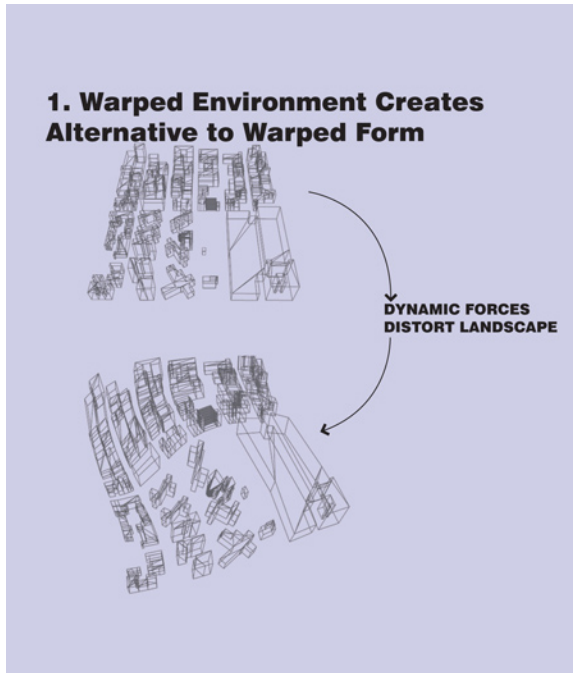 1. Warped Environment Creates
Alternative to Warped Form
DYNAMIC FORCES
DISTORT LANDSCAPE